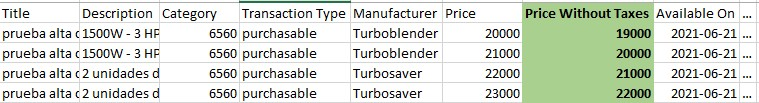 Title Description Category Transaction Type Manufacturer Price Price Without Taxes Available On ...
prueba alta 1500W - 3 HP 6560 purchasable Turboblender 20000 19000 2021-06-21 ...
prueba alta 1500W - 3 HP 6560 purchasable Turboblender 21000 20000 2021-06-21 ...
prueba alta 2 unidades d 6560 purchasable Turbosaver 22000 21000 2021-06-21 ...
prueba alta 2 unidades d 6560 purchasable Turbosaver 23000 22000 2021-06-21 ...